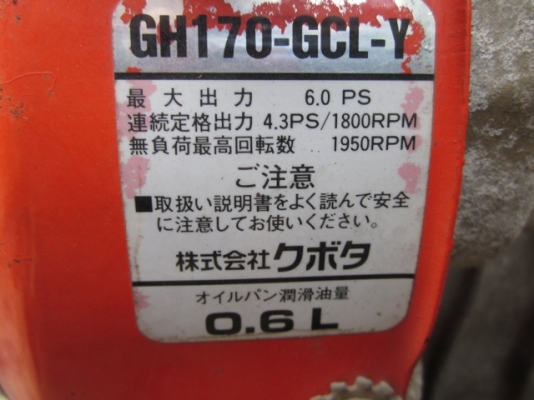 GH170-GCL-Y
最大出力 6.0 PS
連続定格出力 4.3PS/1800RPM
無負荷最高回転数 1950RPM
ご注意
■取扱い説明書をよく読んで安全
に注意してお使いください。
株式会社クボタ
オイルパン潤滑油量
0.6L